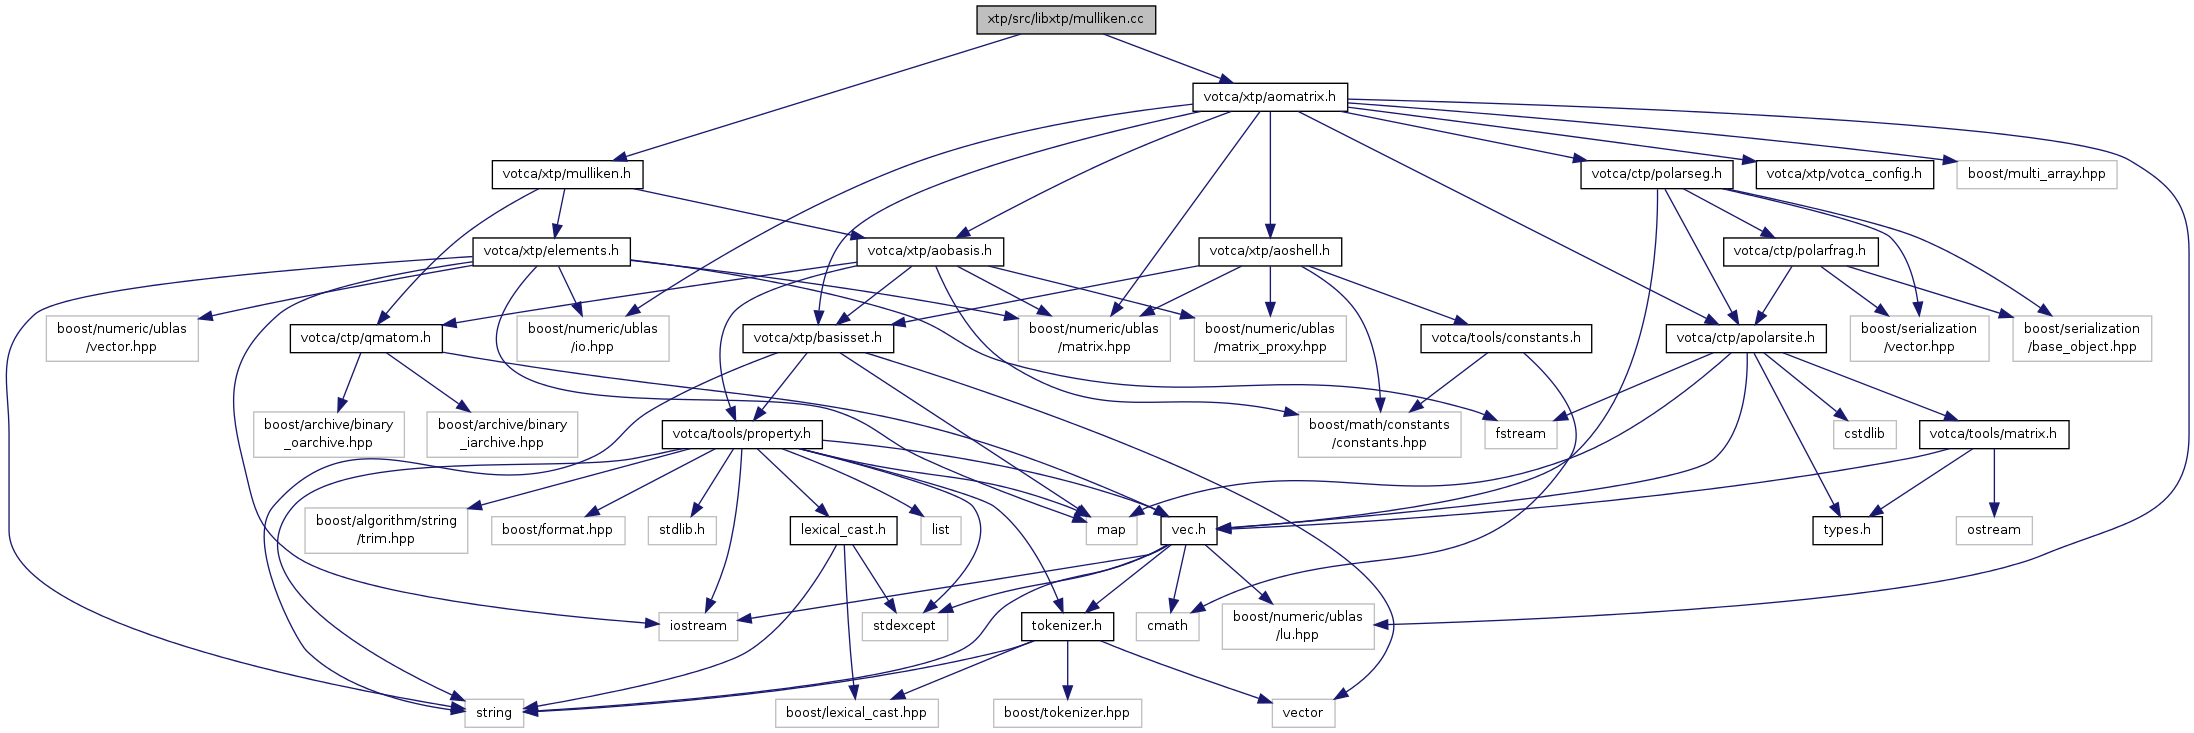 xtp/src/libxtp/mulliken.cc
votca/xtp/aomatrix.h
votca/xtp/mulliken.h
votca/ctp/polarseg.h
votca/xtp/votca_config.h
boost/multi_array.hpp
votca/xtp/elements.h
votca/xtp/aobasis.h
votca/xtp/aoshell.h
votca/ctp/polarfrag.h
boost/numeric/ublas
/vector.hpp
votca/ctp/qmatom.h
boost/numeric/ublas
/io.hpp
votca/xtp/basisset.h
boost/numeric/ublas
/matrix.hpp
boost/numeric/ublas
/matrix_proxy.hpp
votca/tools/constants.h
votca/ctp/apolarsite.h
boost/serialization
/vector.hpp
boost/serialization
/base_object.hpp
boost/archive/binary
_oarchive.hpp
boost/archive/binary
_iarchive.hpp
votca/tools/property.h
boost/math/constants
/constants.hpp
fstream
cstdlib
votca/tools/matrix.h
boost/algorithm/string
/trim.hpp
boost/format.hpp
stdlib.h
lexical_cast.h
list
map
vec.h
types.h
ostream
iostream
stdexcept
tokenizer.h
cmath
boost/numeric/ublas
/lu.hpp
string
boost/lexical_cast.hpp
boost/tokenizer.hpp
vector